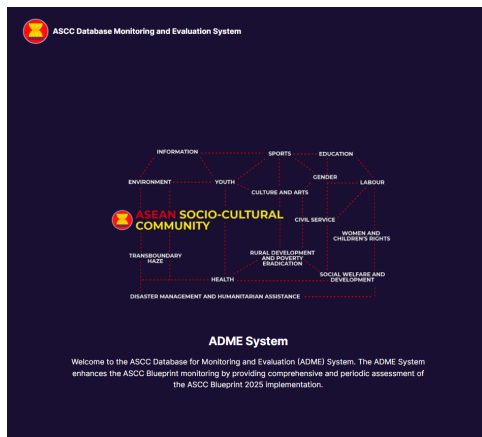 ASCC Database Monitoring and Evaluation System
INFORMATION
SPORTS
EDUCATION
ENVIRONMENT
YOUTH
GENDER
LABOUR
CULTURE AND ARTS
ASEAN SOCIO-CULTURAL
COMMUNITY
CIVIL SERVICE
WOMEN AND
CHILDREN'S RIGHTS
TRANSBOUNDARY
HAZE
RURAL DEVELOPMENT
AND POVERTY
ERADICATION
HEALTH
SOCIAL WELFARE AND
DEVELOPMENT
DISASTER MANAGEMENT AND HUMANITARIAN ASSISTANCE
ADME System
Welcome to the ASCC Database for Monitoring and Evaluation (ADME) System. The ADME System
enhances the ASCC Blueprint monitoring by providing comprehensive and periodic assessment of
the ASCC Blueprint 2025 implementation.